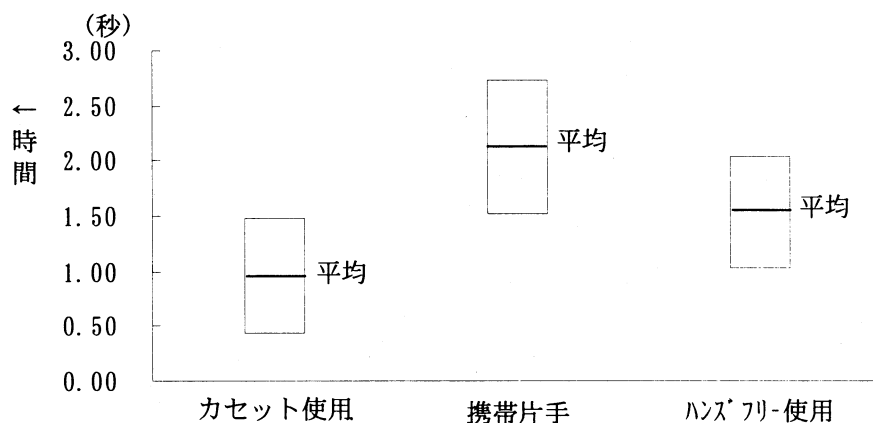 (秒)
3.00
2.50
2.00
1.50
1.00
0.50
0.00
↑時間
平均
平均
平均
カセット使用
携帯片手
ﾊﾝｽﾞﾌﾘｰ使用